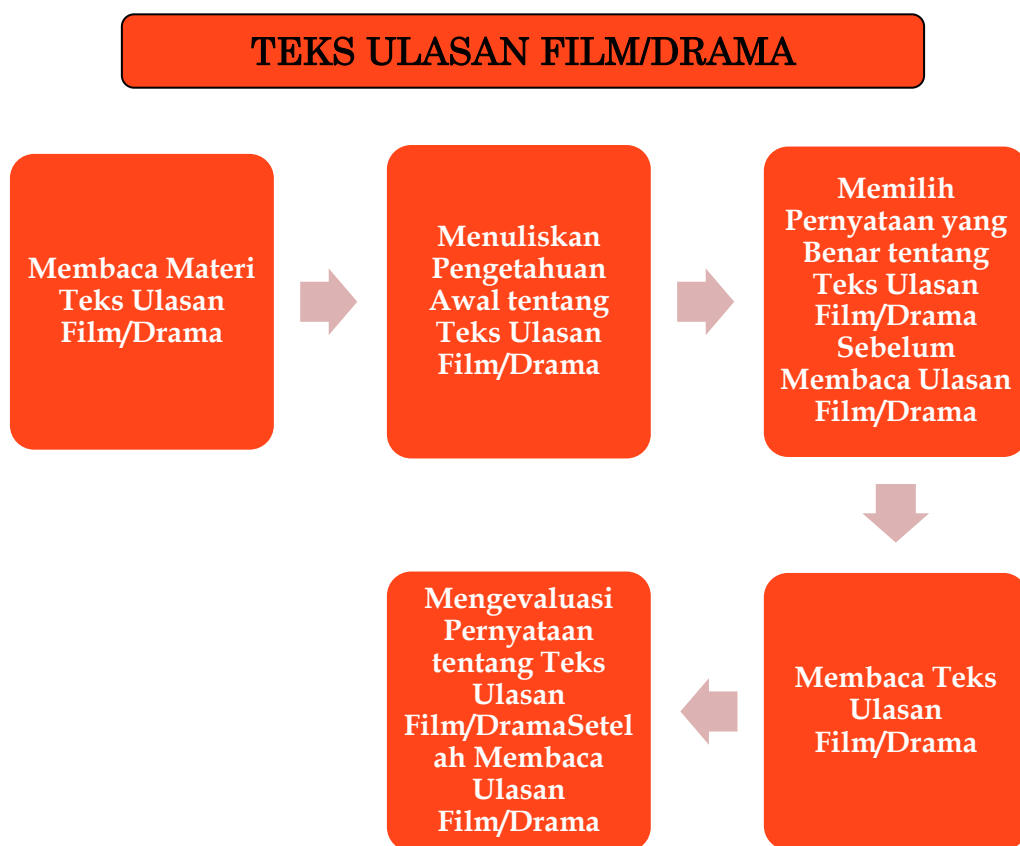 TEKS ULASAN FILM/DRAMA
Membaca Materi
Teks Ulasan
Film/Drama
Menuliskan
Pengetahuan
Awal tentang
Teks Ulasan
Film/Drama
Memilih
Pernyataan yang
Benar tentang
Teks Ulasan
Film/Drama
Sebelum
Membaca Ulasan
Film/Drama
Membaca Teks
Ulasan
Film/Drama
Mengevaluasi
Pernyataan
tentang Teks
Ulasan
Film/DramaSetel
ah Membaca
Ulasan
Film/Drama